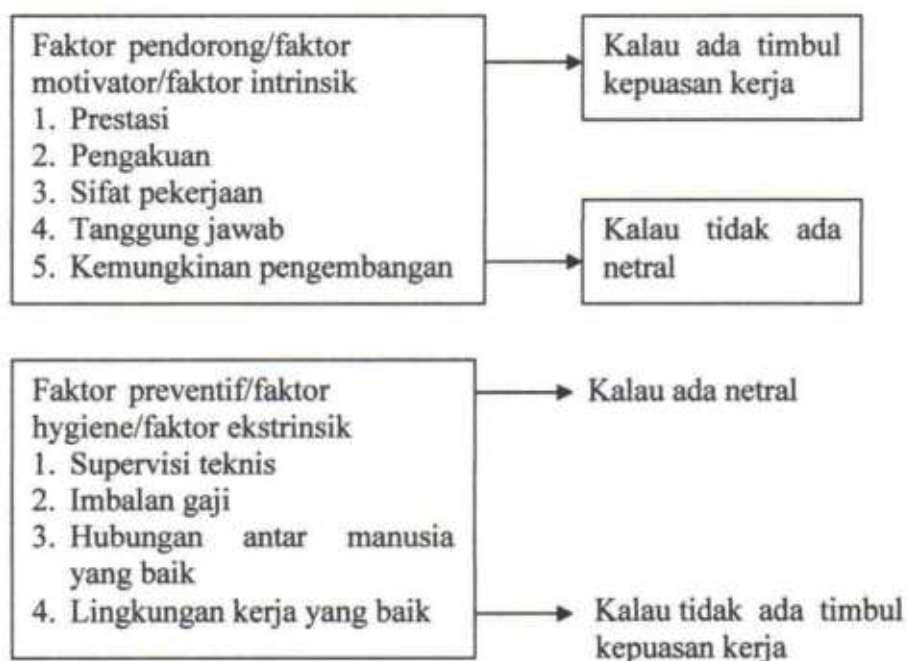 Faktor pendorong/faktor
motivator/faktor intrinsik
1. Prestasi
2. Pengakuan
3. Sifat pekerjaan
4. Tanggung jawab
5. Kemungkinan pengembangan
Kalau ada timbul
kepuasan kerja
Kalau tidak ada
netral
Faktor preventif/faktor
hygiene/faktor ekstrinsik
1. Supervisi teknis
2. Imbalan gaji
3. Hubungan antar manusia
yang baik
4. Lingkungan kerja yang baik
Kalau ada netral
Kalau tidak ada timbul
kepuasan kerja